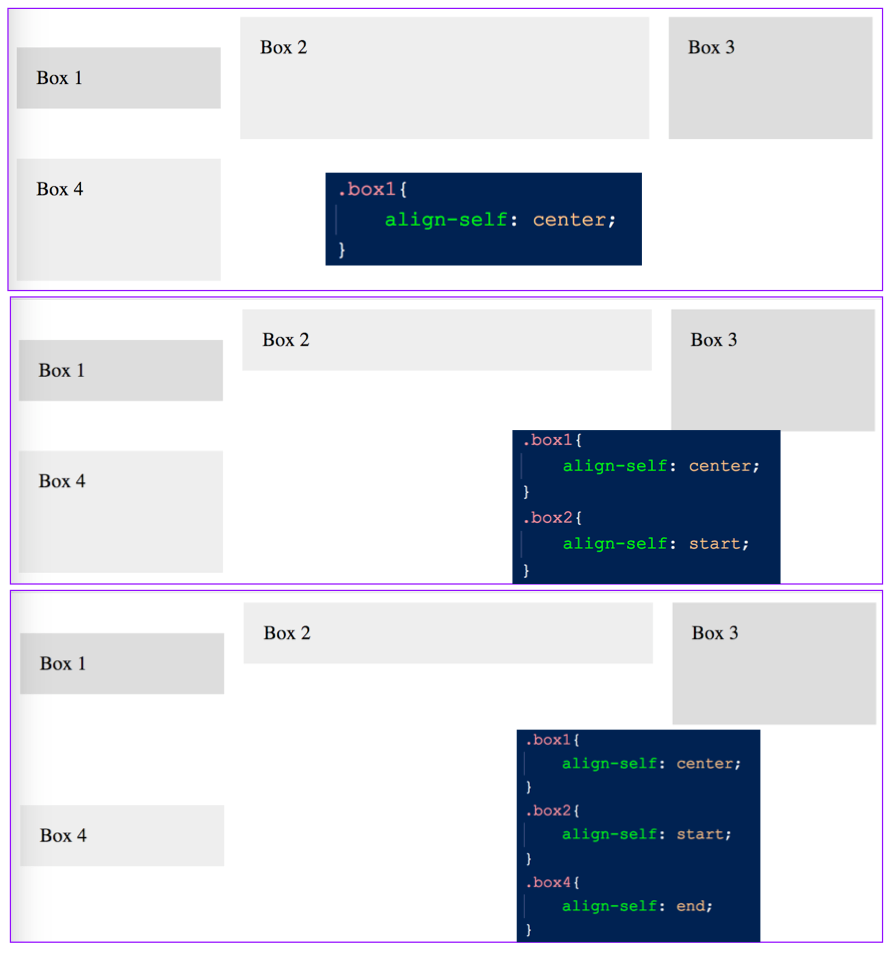 Box 2
Box 3
Box 1
Box 4
.box1{
    align-self: center;
}
Box 2
Box 3
Box 1
Box 4
.box1{
    align-self: center;
}
.box2{
    align-self: start;
}
Box 2
Box 3
Box 1
Box 4
.box1{
    align-self: center;
}
.box2{
    align-self: start;
}
.box4{
    align-self: end;
}